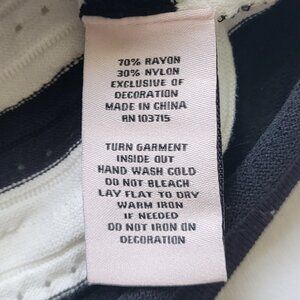 70% RAYON
30% NYLON
EXCLUSIVE OF
DECORATION
MADE IN CHINA
RN 103715
TURN GARMENT
INSIDE OUT
HAND WASH COLD
DO NOT BLEACH
LAY FLAT TO DRY
WARM IRON
IF NEEDED
DO NOT IRON ON
DECORATION